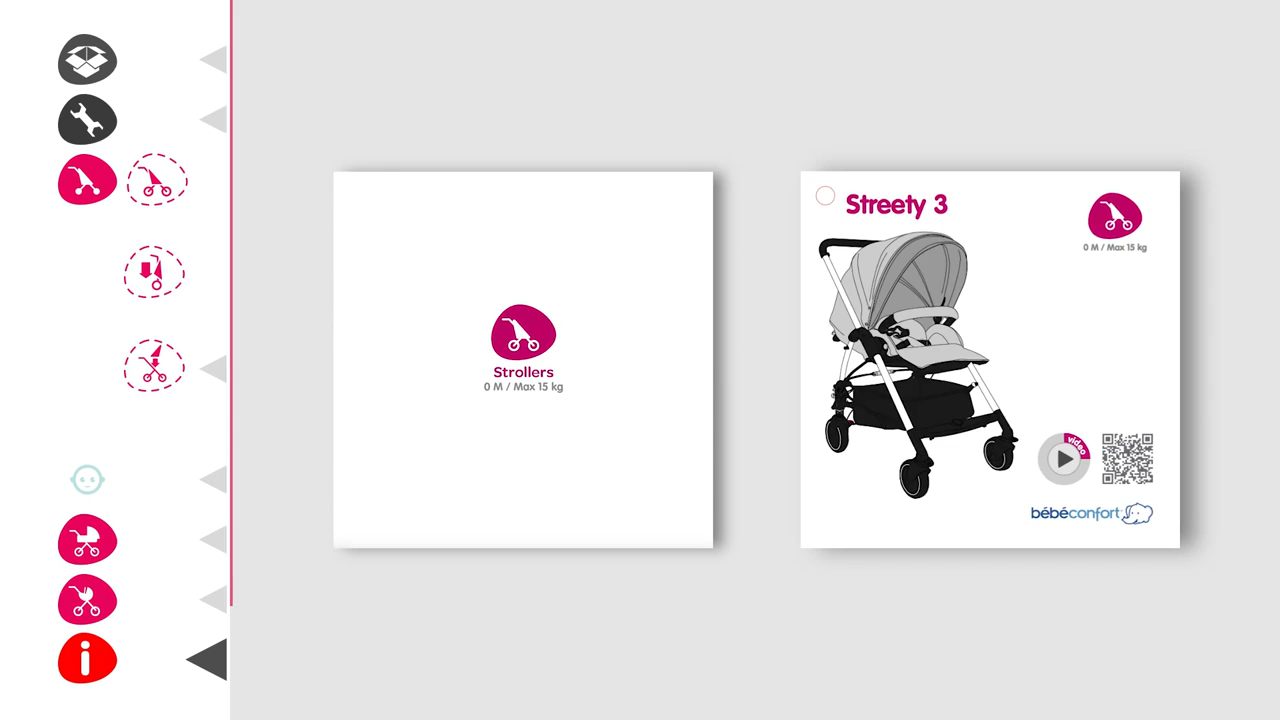 Strollers
0 M / Max 15 kg
Streety 3
0 M / Max 15 kg
video
bébéconfort